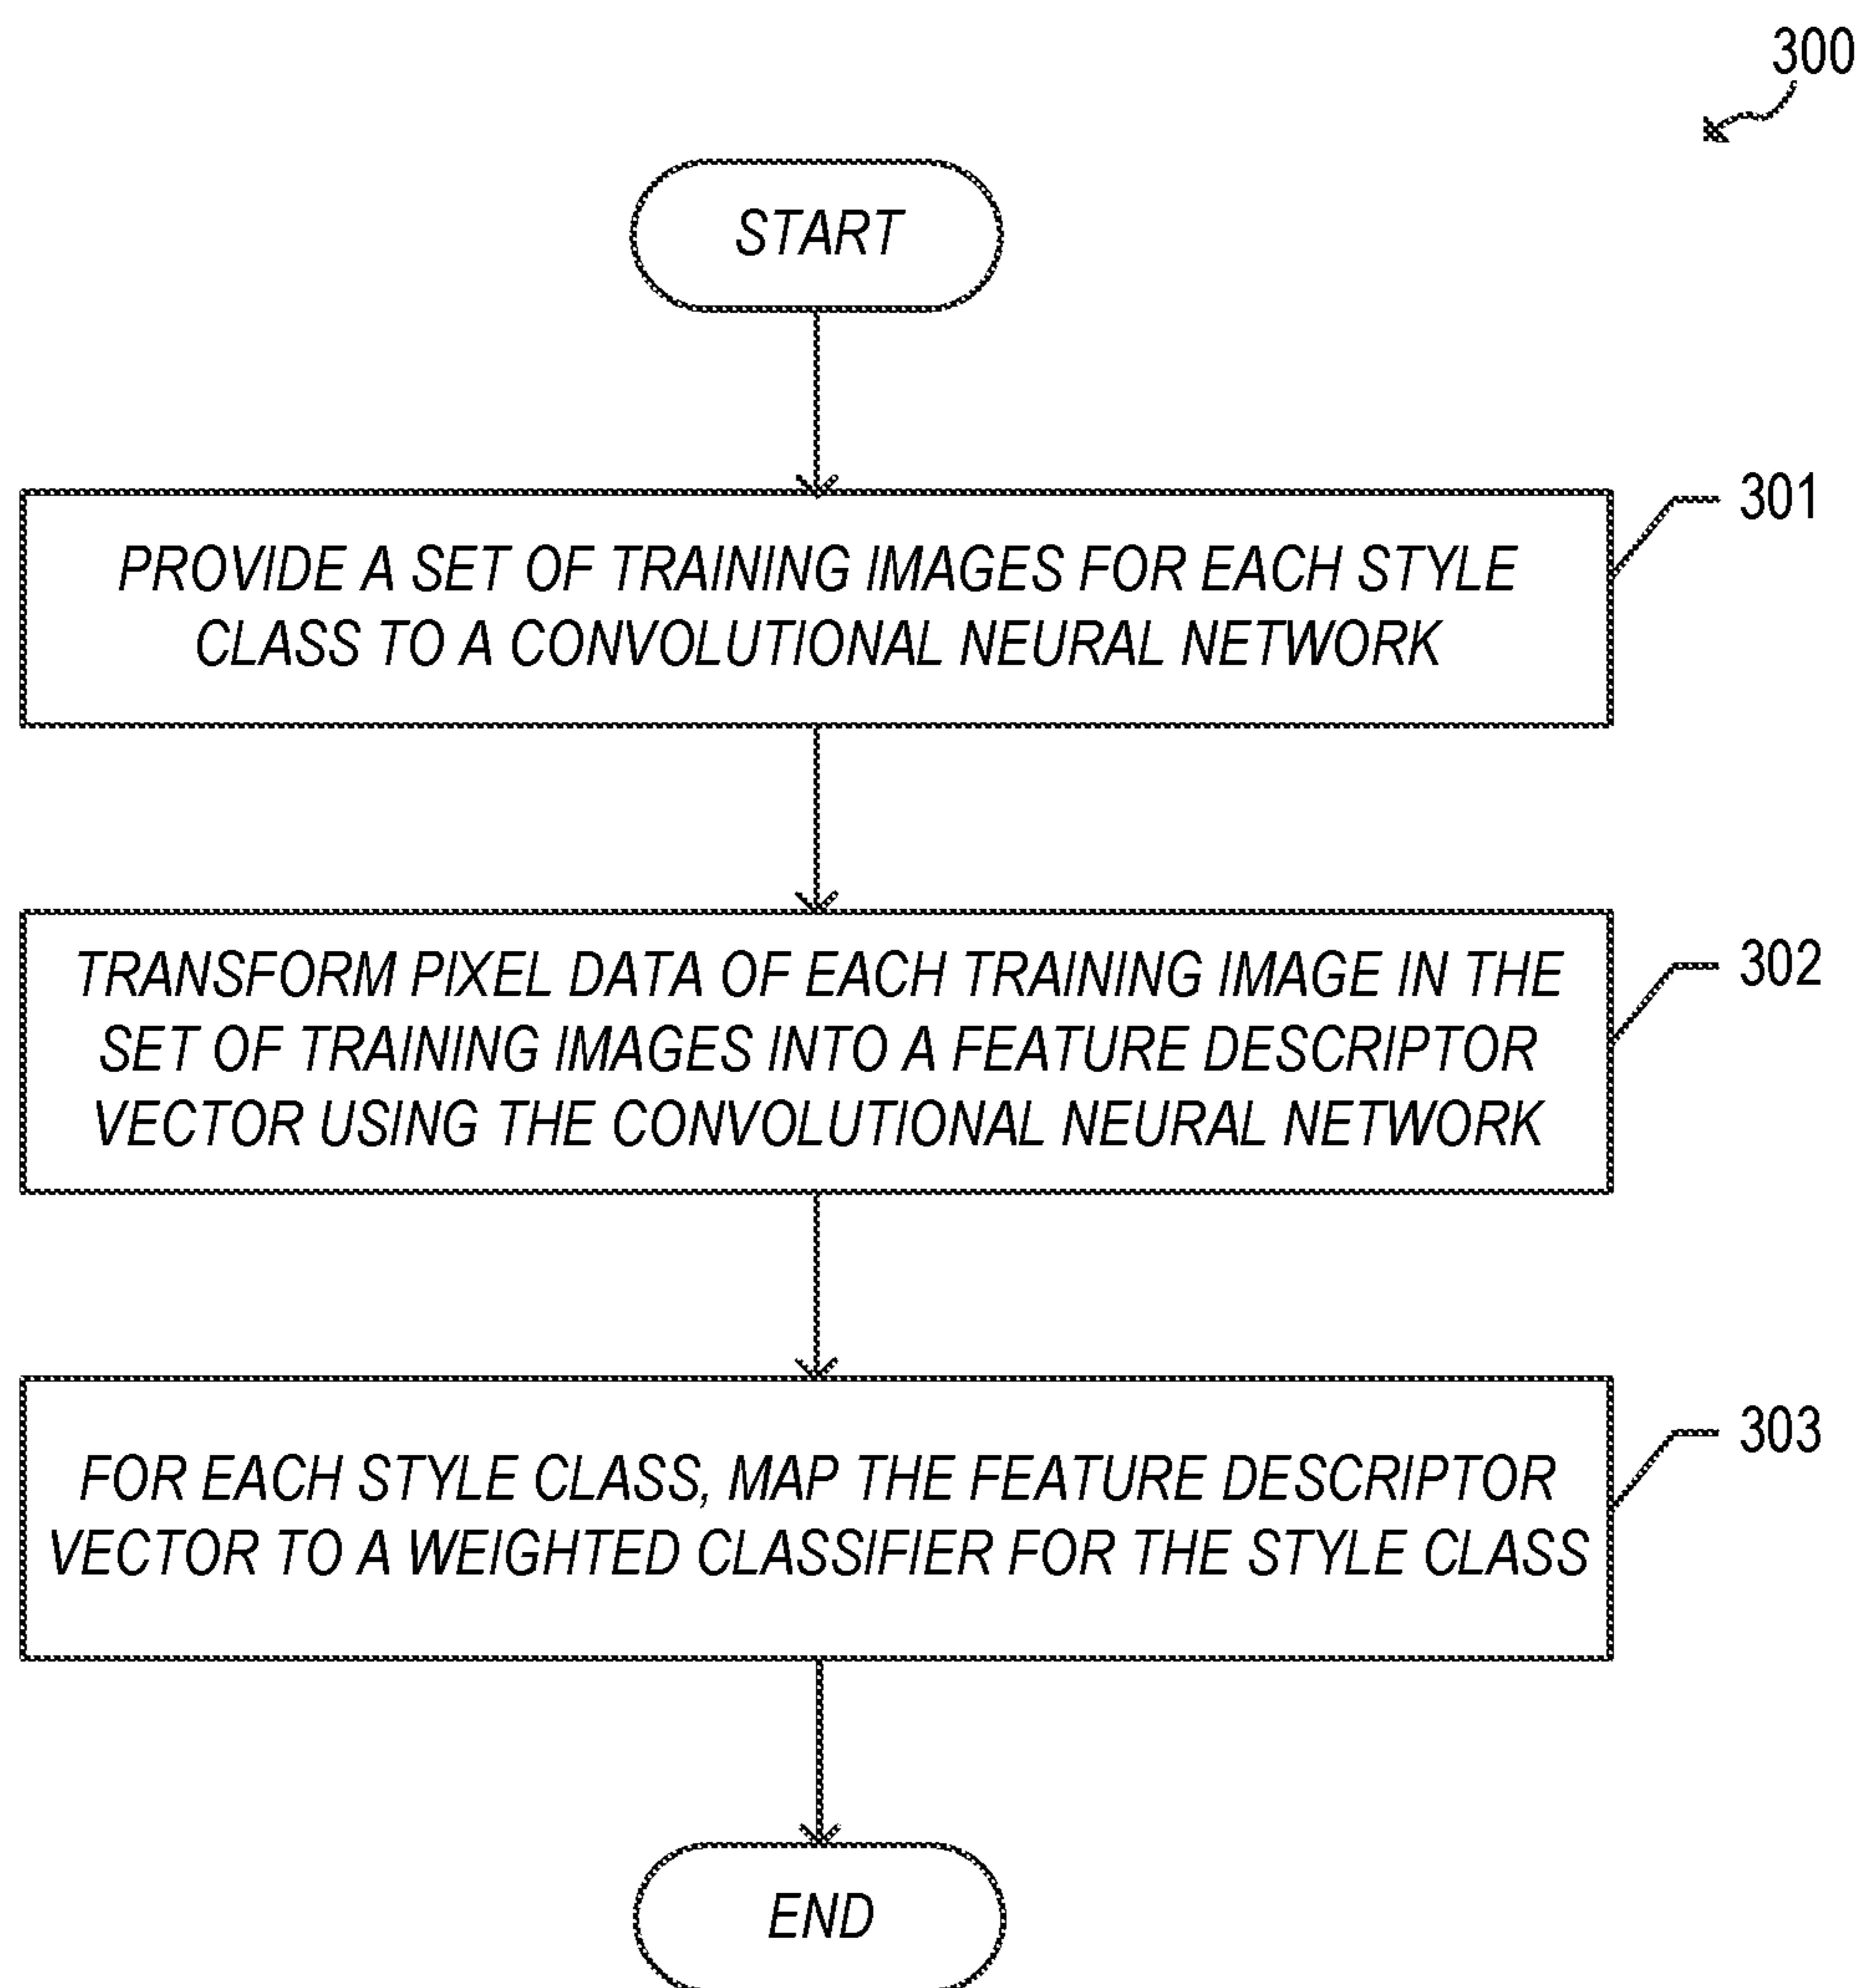 300
START
PROVIDE A SET OF TRAINING IMAGES FOR EACH STYLE
CLASS TO A CONVOLUTIONAL NEURAL NETWORK
301
TRANSFORM PIXEL DATA OF EACH TRAINING IMAGE IN THE
SET OF TRAINING IMAGES INTO A FEATURE DESCRIPTOR
VECTOR USING THE CONVOLUTIONAL NEURAL NETWORK
302
FOR EACH STYLE CLASS, MAP THE FEATURE DESCRIPTOR
VECTOR TO A WEIGHTED CLASSIFIER FOR THE STYLE CLASS
303
END